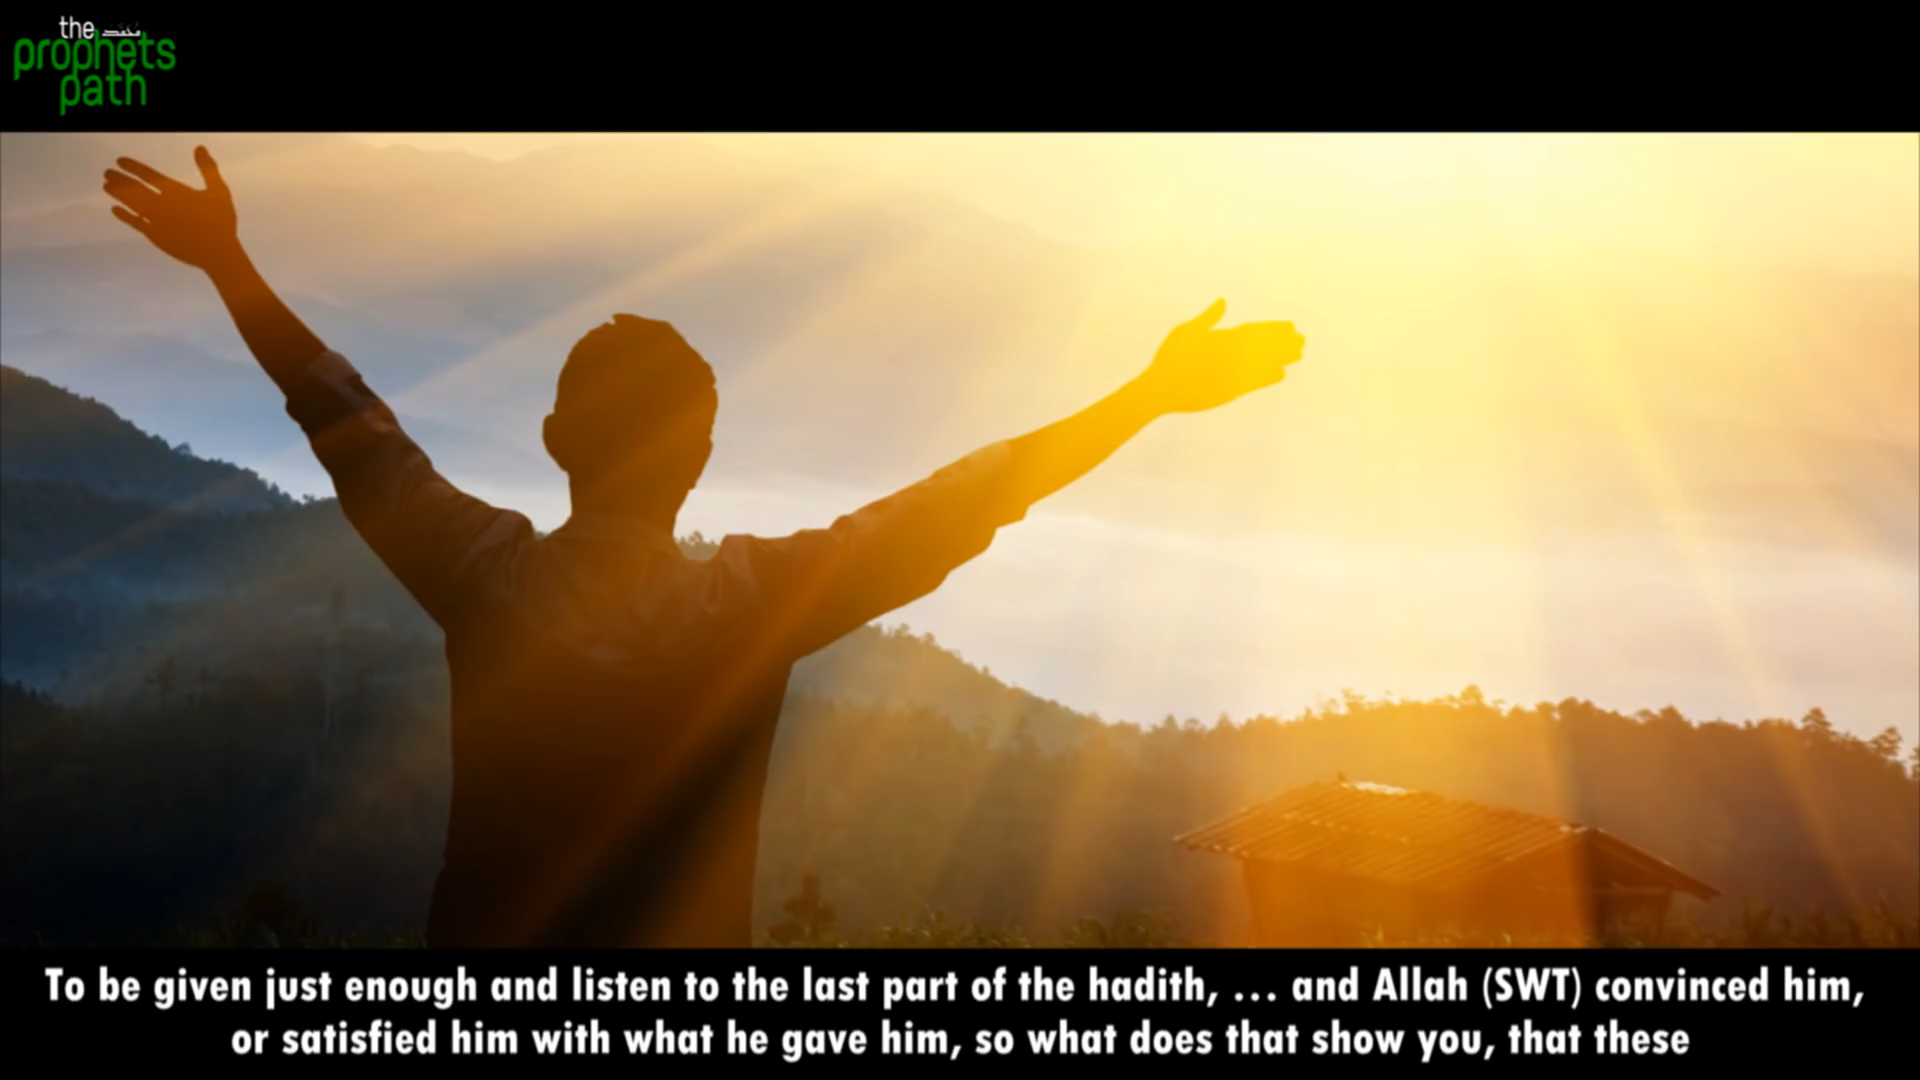 the
prophets
path
To be given just enough and listen to the last part of the hadith, ... and Allah (SWT) convinced him,
or satisfied him with what he gave him, so what does that show you, that these